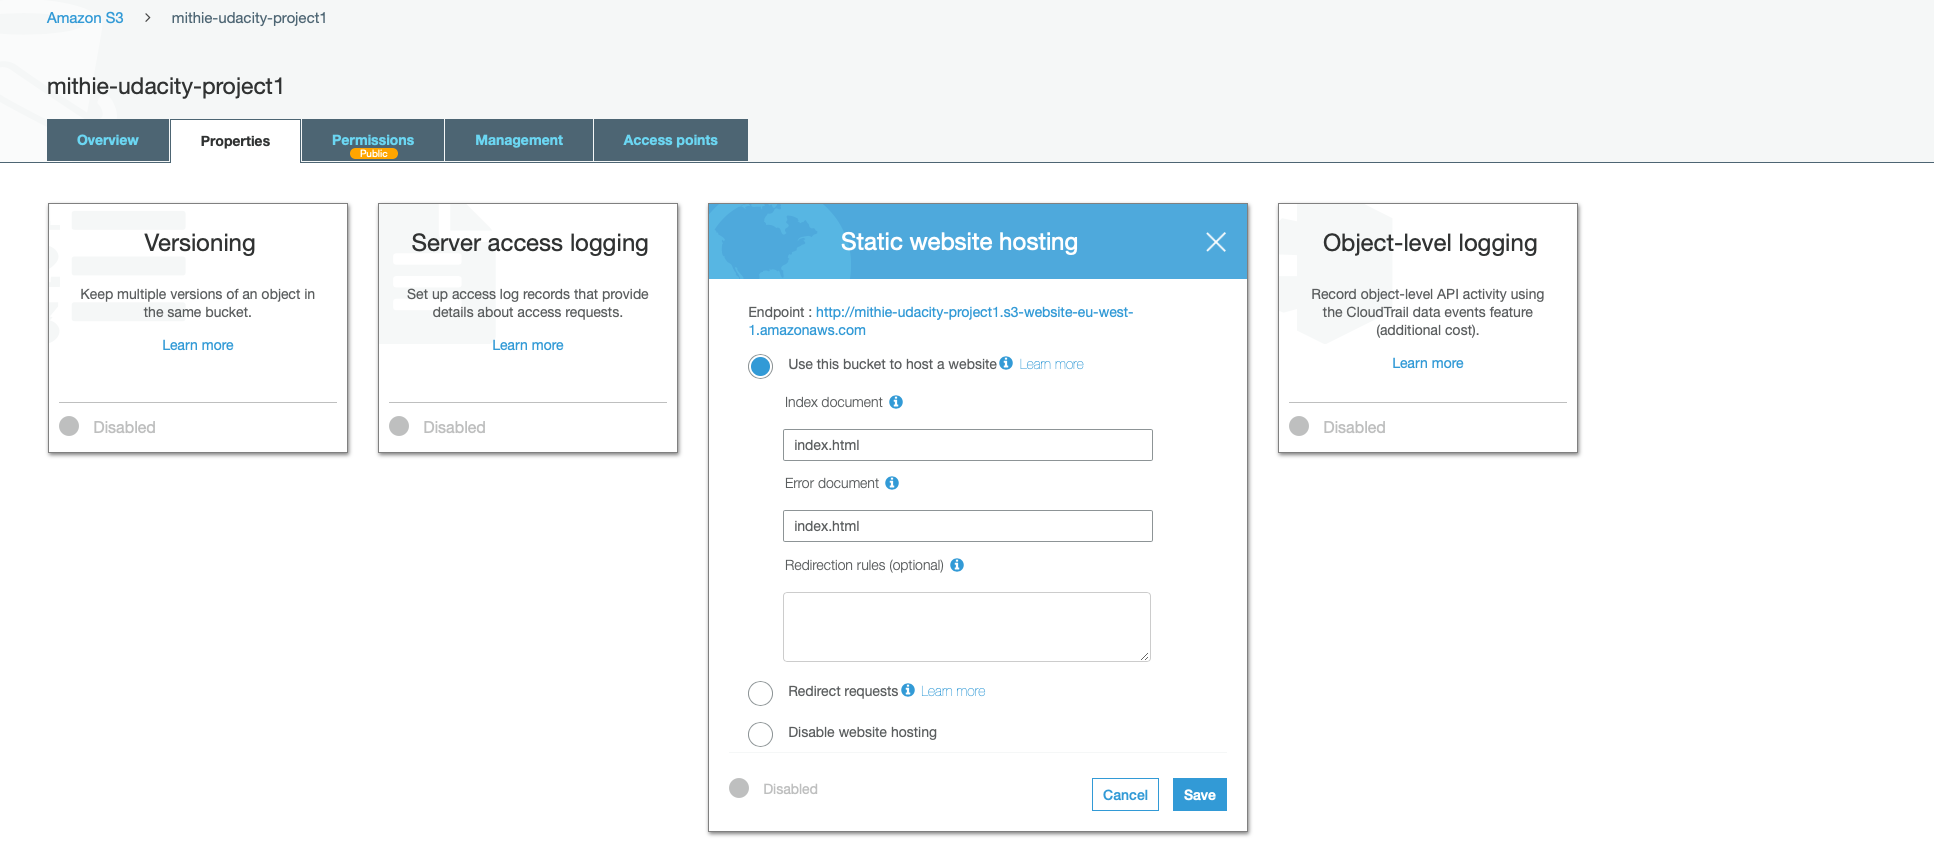 Amazon S3 > mithie-udacity-project1
mithie-udacity-project1
Overview
Properties
Permissions
Public
Management
Access points
Versioning
Keep multiple versions of an object in
the same bucket.
Learn more
Disabled
Server access logging
Set up access log records that provide
details about access requests.
Learn more
Disabled
Static website hosting
Endpoint : http://mithie-udacity-project1.s3-website-eu-west-
1.amazonaws.com
Use this bucket to host a website Learn more
Index document
index.html
Error document
index.html
Redirection rules (optional)
Redirect requests Learn more
Disable website hosting
Disabled
Cancel
Save
Object-level logging
Record object-level API activity using
the CloudTrail data events feature
(additional cost).
Learn more
Disabled